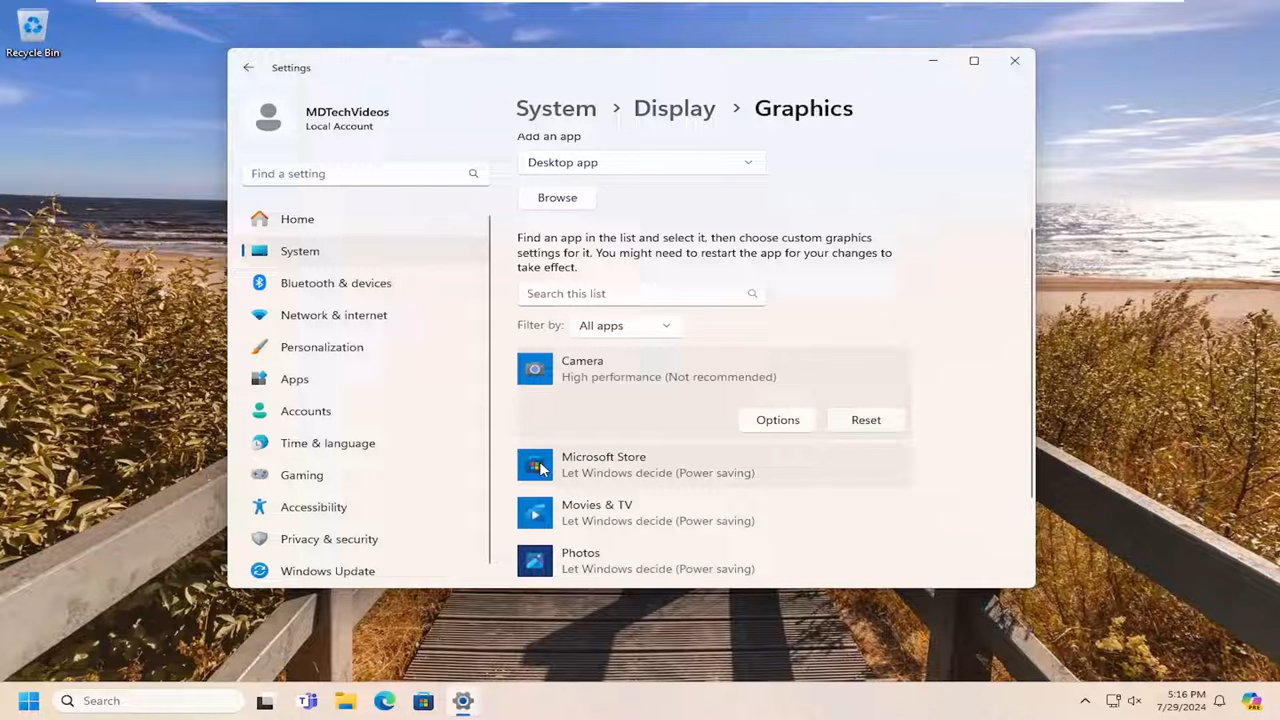 Recycle Bin
Settings
MDTechVideos
Local Account
Find a setting
Home
System
Bluetooth & devices
Network & internet
Personalization
Apps
Accounts
Time & language
Gaming
Accessibility
Privacy & security
Windows Update
System > Display > Graphics
Add an app
Desktop app
Browse
Find an app in the list and select it, then choose custom graphics
settings for it. You might need to restart the app for your changes to
take effect.
Search this list
Filter by: All apps
Camera
High performance (Not recommended)
Options Reset
Microsoft Store
Let Windows decide (Power saving)
Movies & TV
Let Windows decide (Power saving)
Photos
Let Windows decide (Power saving)
Search
5:16 PM
7/29/2024